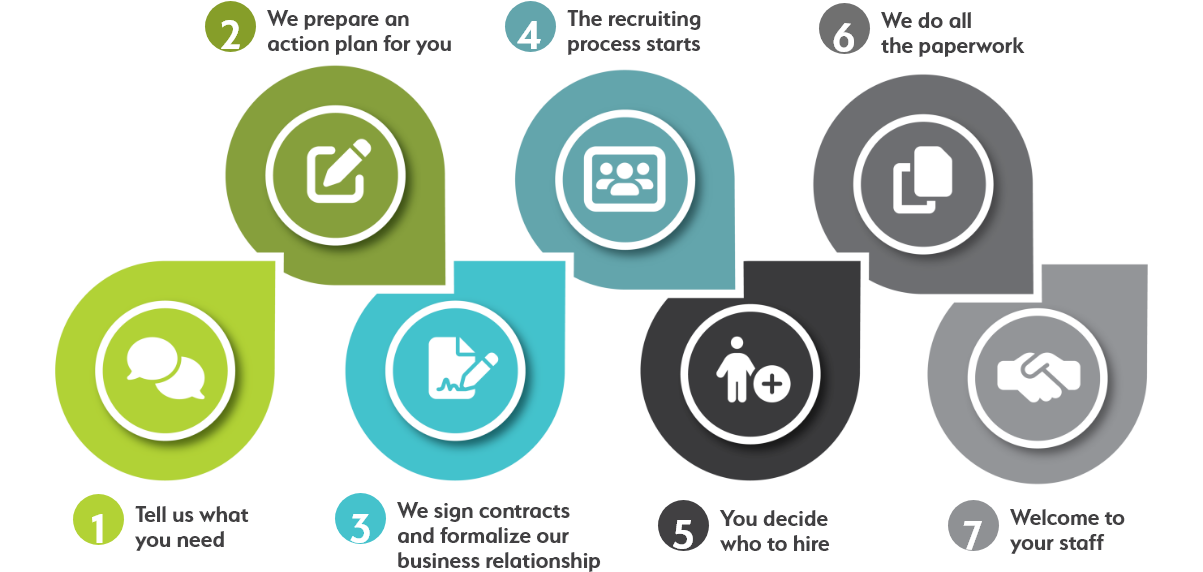 1
Tell us what
you need
2
We prepare an
action plan for you
3
We sign contracts
and formalize our
business relationship
4
The recruiting
process starts
5
You decide
who to hire
6
We do all
the paperwork
7
Welcome to
your staff